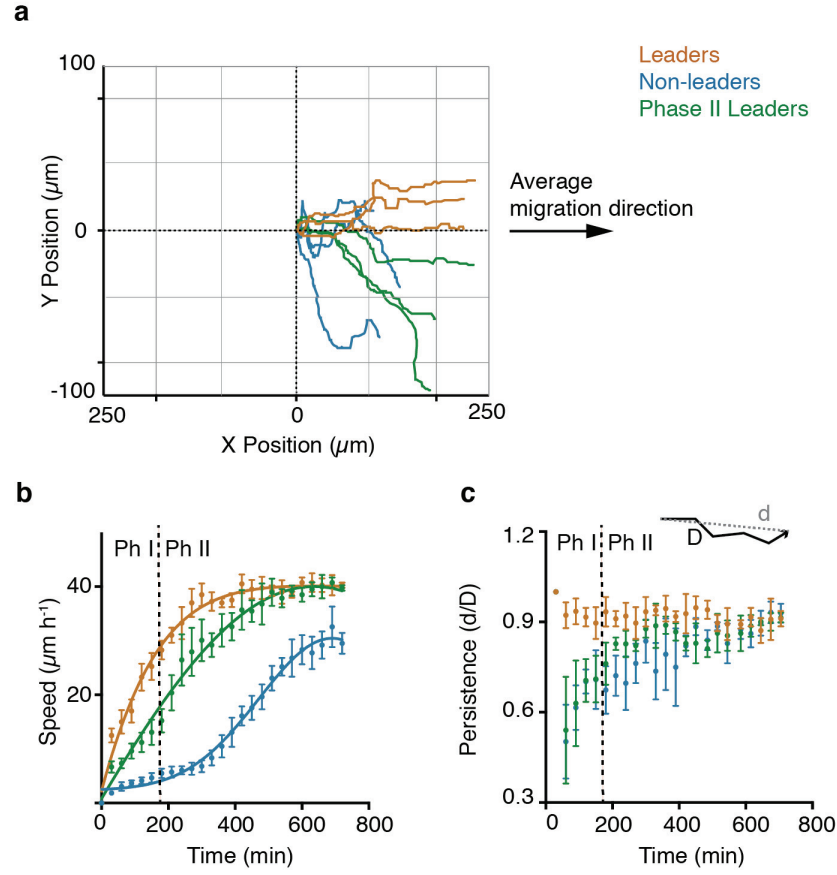 a
100
0
-100
Y Position (µm)
250
0
250
X Position (µm)
Leaders
Non-leaders
Phase II Leaders
Average
migration direction
b
Ph I
Ph II
40
20
Speed (µm h⁻¹)
0
200
400
600
800
Time (min)
c
d
D
Ph I
Ph II
1.2
0.9
0.6
0.3
Persistence (d/D)
0
200
400
600
800
Time (min)